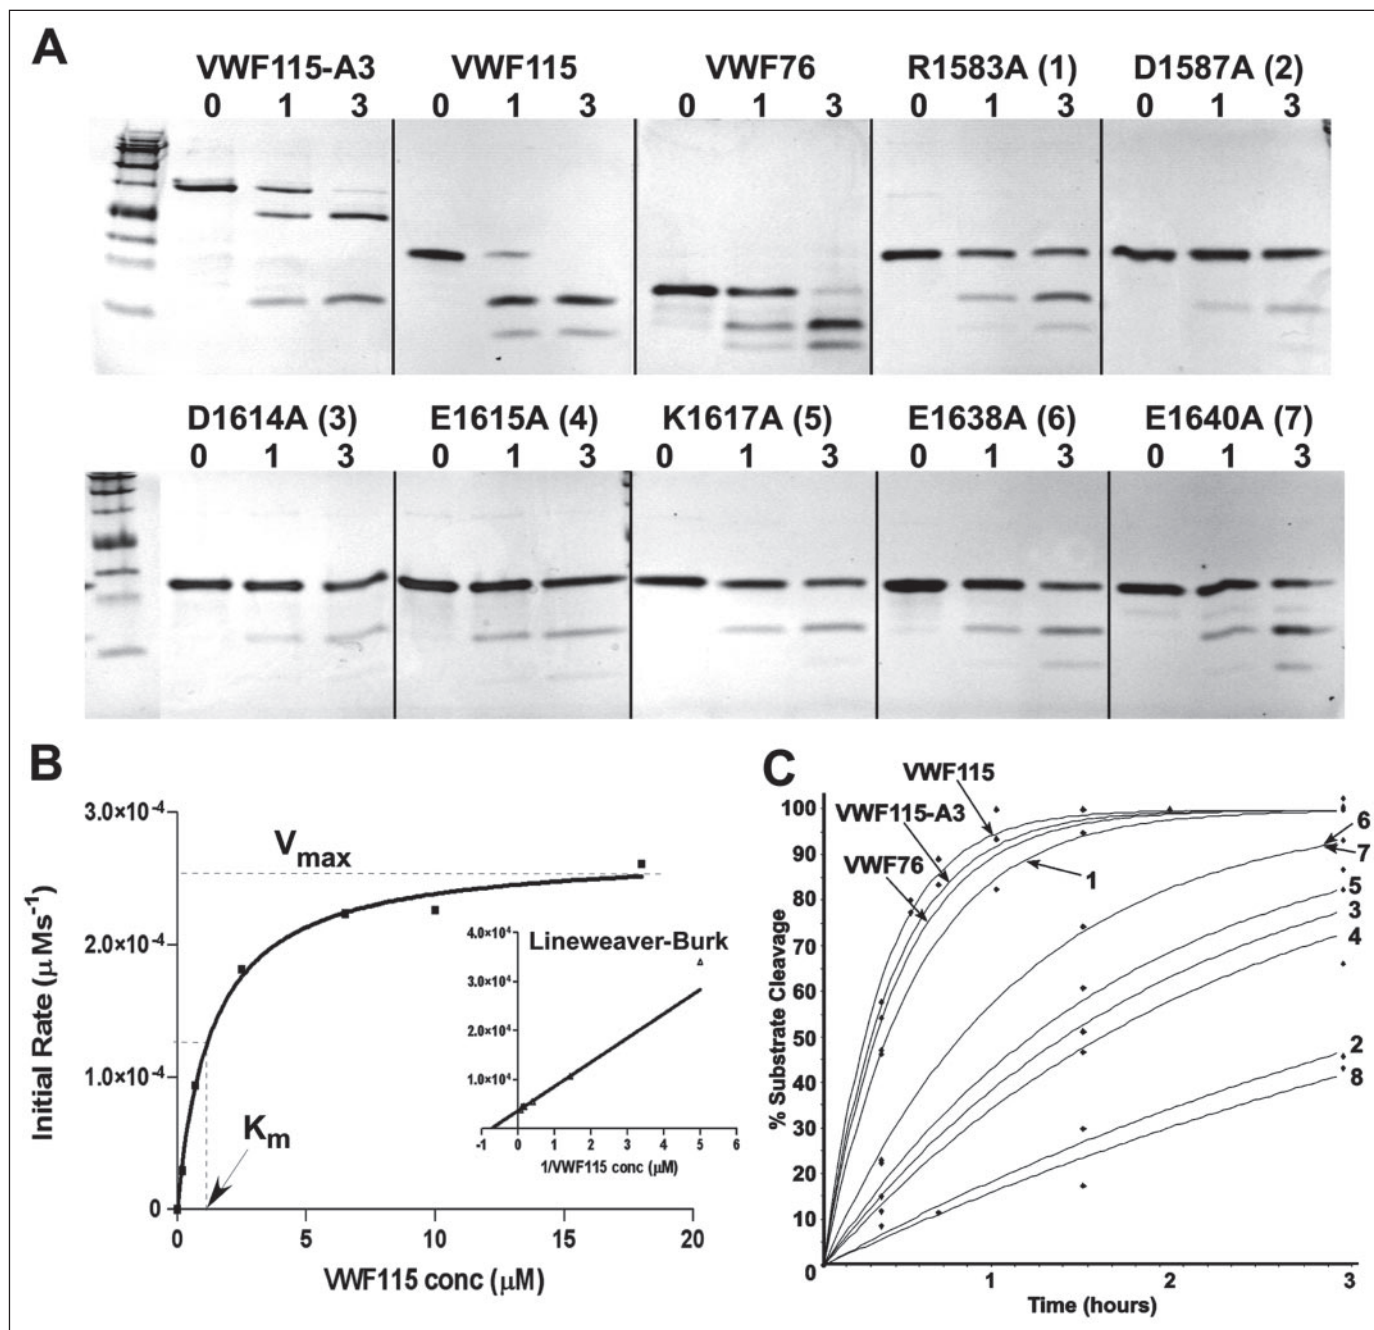 A
VWF115-A3 VWF115 VWF76 R1583A (1) D1587A (2)
0 1 3 0 1 3 0 1 3 0 1 3 0 1 3
D1614A (3) E1615A (4) K1617A (5) E1638A (6) E1640A (7)
0 1 3 0 1 3 0 1 3 0 1 3 0 1 3
B
3.0×10-4
2.0×10-4
1.0×10-4
0
Initial Rate (μMs-1)
Vmax
Km
0 5 10 15 20
VWF115 conc (μM)
Lineweaver-Burk
4.0×104
3.0×104
2.0×104
1.0×104
-1 0 1 2 3 4 5 6
1/VWF115 conc (μM)
C
VWF115
VWF115-A3
VWF76
1
6
7
5
3
4
2
8
100
90
80
70
60
50
40
30
20
10
0
% Substrate Cleavage
1 2 3
Time (hours)